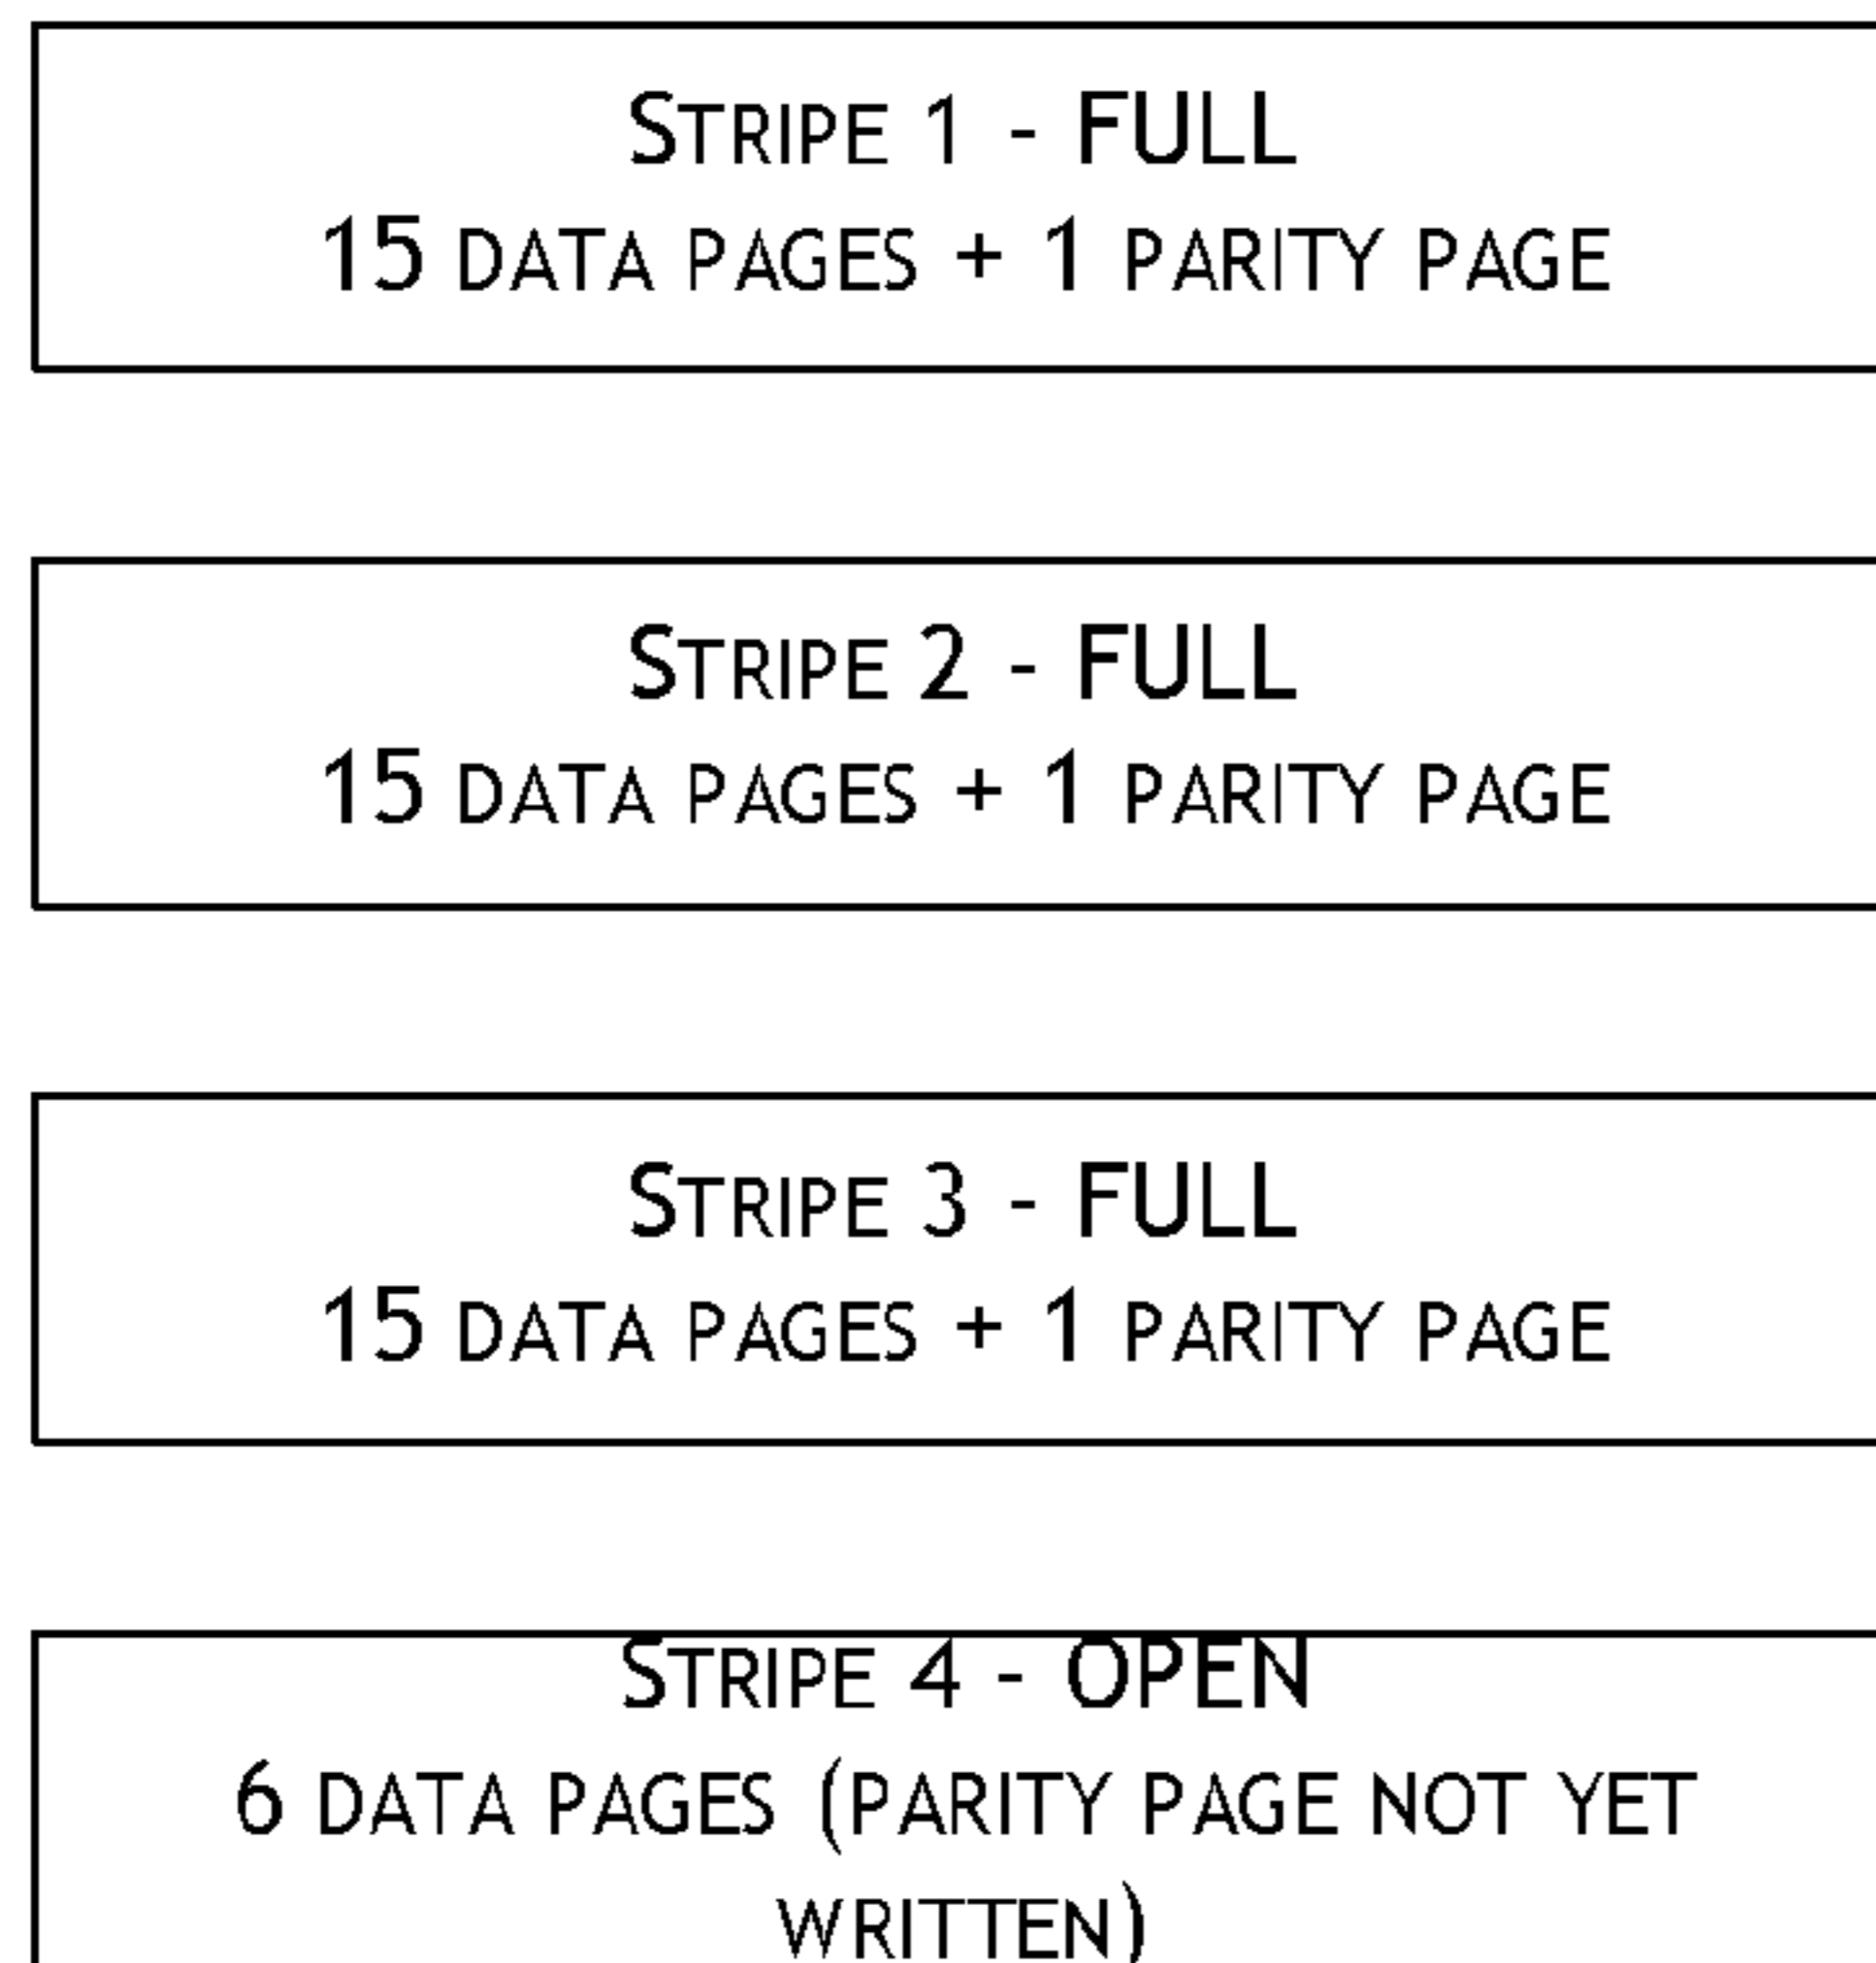 Stripe 1 - FULL
15 data pages + 1 parity page
Stripe 2 - FULL
15 data pages + 1 parity page
Stripe 3 - FULL
15 data pages + 1 parity page
Stripe 4 - OPEN
6 data pages (parity page not yet
written)